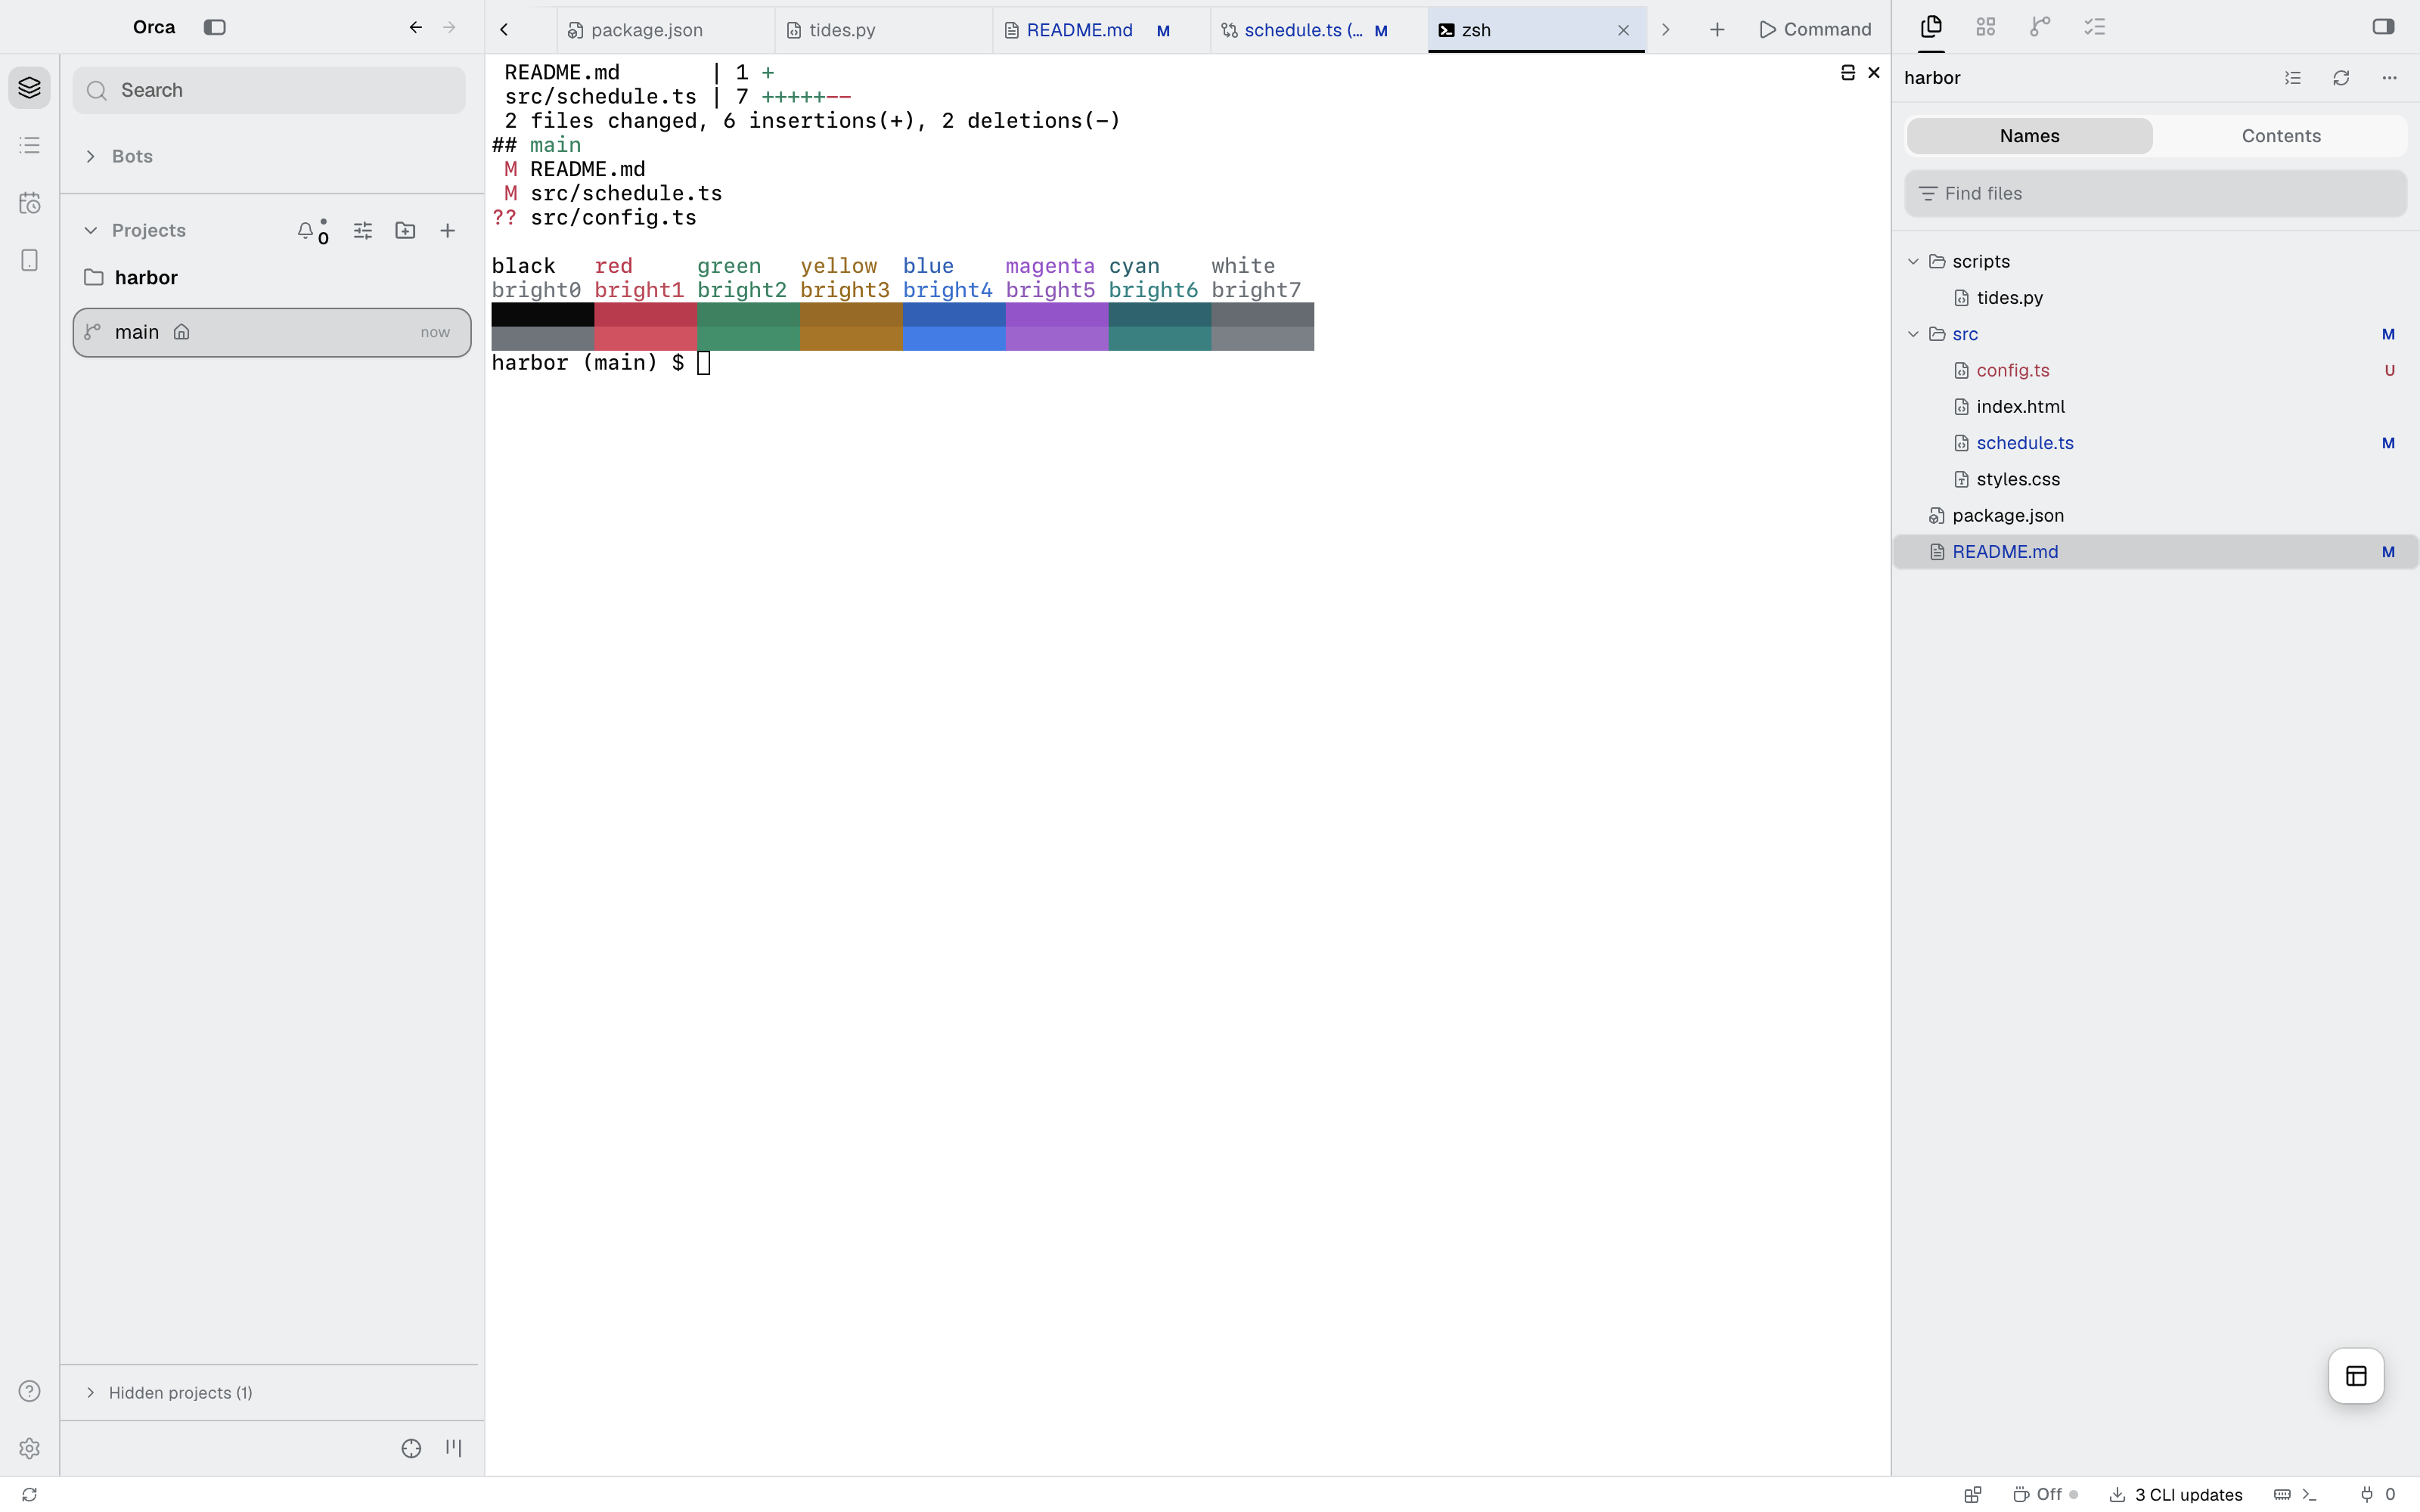 Orca
package.json
tides.py
README.md M
schedule.ts (... M
zsh
Command
Search
Bots
Projects
0
harbor
main
now
Hidden projects (1)
README.md | 1 +
src/schedule.ts | 7 +++++--
2 files changed, 6 insertions(+), 2 deletions(-)
## main
M README.md
M src/schedule.ts
?? src/config.ts
black red green yellow blue magenta cyan white
bright0 bright1 bright2 bright3 bright4 bright5 bright6 bright7
harbor (main) $
harbor
Names
Contents
Find files
scripts
tides.py
src M
config.ts U
index.html
schedule.ts M
styles.css
package.json
README.md M
Off
3 CLI updates
0